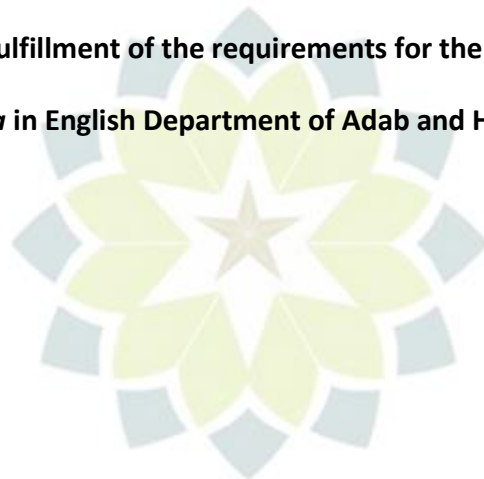 ulfillment of the requirements for the
in English Department of Adab and H